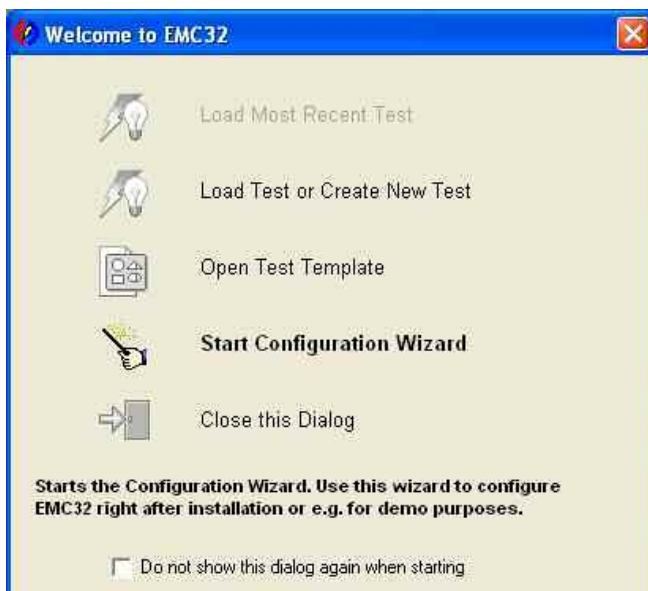 Welcome to EMC32
Load Most Recent Test
Load Test or Create New Test
Open Test Template
Start Configuration Wizard
Close this Dialog
Starts the Configuration Wizard. Use this wizard to configure
EMC32 right after installation or e.g. for demo purposes.
Do not show this dialog again when starting